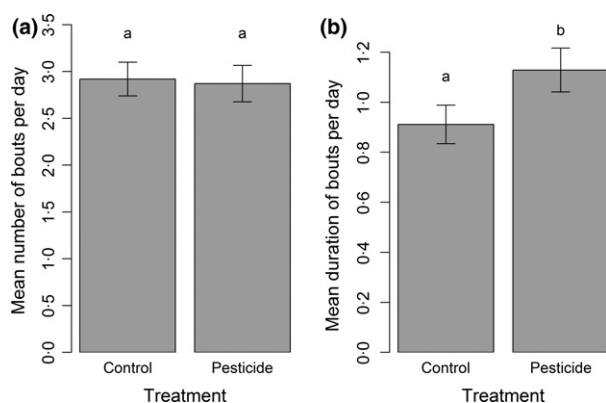 (a)
Mean number of bouts per day
0·0 0·5 1·0 1·5 2·0 2·5 3·0 3·5
a a
Control Pesticide
Treatment
(b)
Mean duration of bouts per day
0·0 0·2 0·4 0·6 0·8 1·0 1·2
a b
Control Pesticide
Treatment